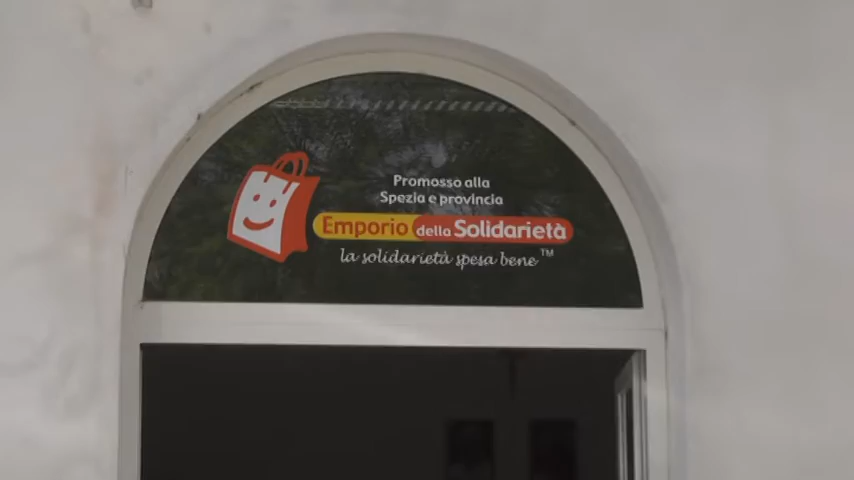 Promosso alla
Spezia e provincia
Emporio della Solidarietà
la solidarietà spesa bene™